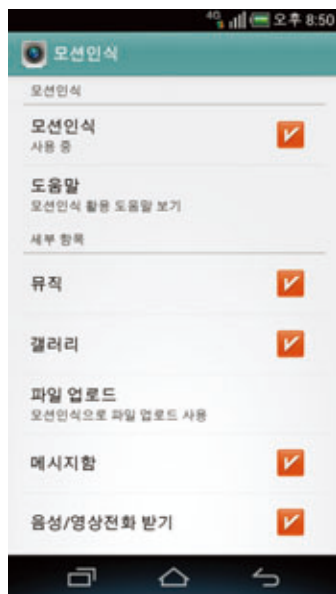 4G 오후 8:50
모션인식
모션인식
모션인식
사용 중
도움말
모션인식 활용 도움말 보기
세부 항목
뮤직
갤러리
파일 업로드
모션인식으로 파일 업로드 사용
메시지함
음성/영상전화 받기